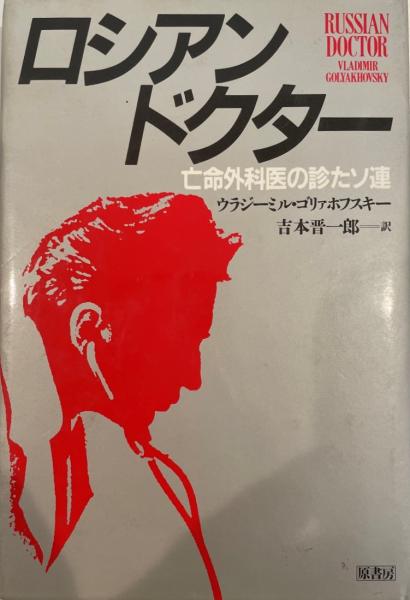 ロシアン
ドクター
RUSSIAN
DOCTOR
VLADIMIR
GOLYAKHOVSKY
亡命外科医の診たソ連
ウラジーミル・ゴリァホフスキー
吉本晋一郎——訳
原書房